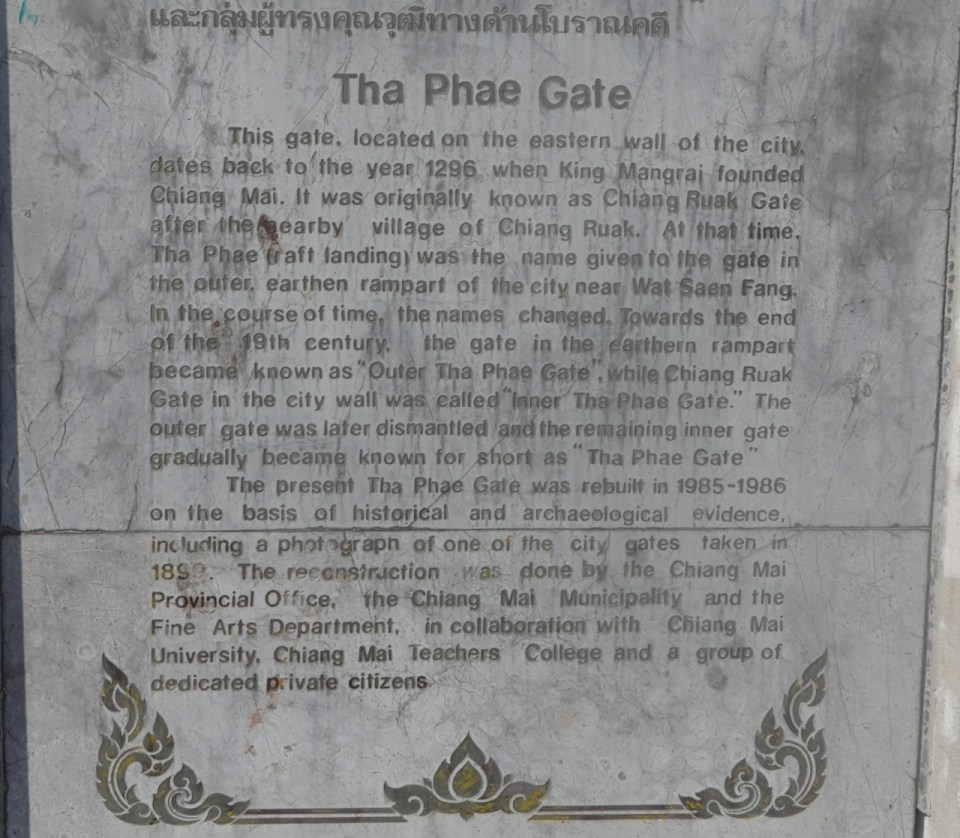 และกลุ่มผู้ทรงคุณวุฒิทางด้านโบราณคดี
Tha Phae Gate
This gate, located on the eastern wall of the city,
dates back to the year 1296 when King Mangrai founded
Chiang Mai. It was originally known as Chiang Ruak Gate
after the nearby village of Chiang Ruak. At that time,
Tha Phae (raft landing) was the name given to the gate in
the outer, earthen rampart of the city near Wat Saen Fang.
In the course of time, the names changed. Towards the end
of the 19th century, the gate in the earthern rampart
became known as "Outer Tha Phae Gate", while Chiang Ruak
Gate in the city wall was called "Inner Tha Phae Gate." The
outer gate was later dismantled and the remaining inner gate
gradually became known for short as "Tha Phae Gate"
The present Tha Phae Gate was rebuilt in 1985-1986
on the basis of historical and archaeological evidence,
including a photograph of one of the city gates taken in
The reconstruction was done by the Chiang Mai
Provincial Office, the Chiang Mai Municipality and the
Fine Arts Department, in collaboration with Chiang Mai
University, Chiang Mai Teachers College and a group of
dedicated private citizens.